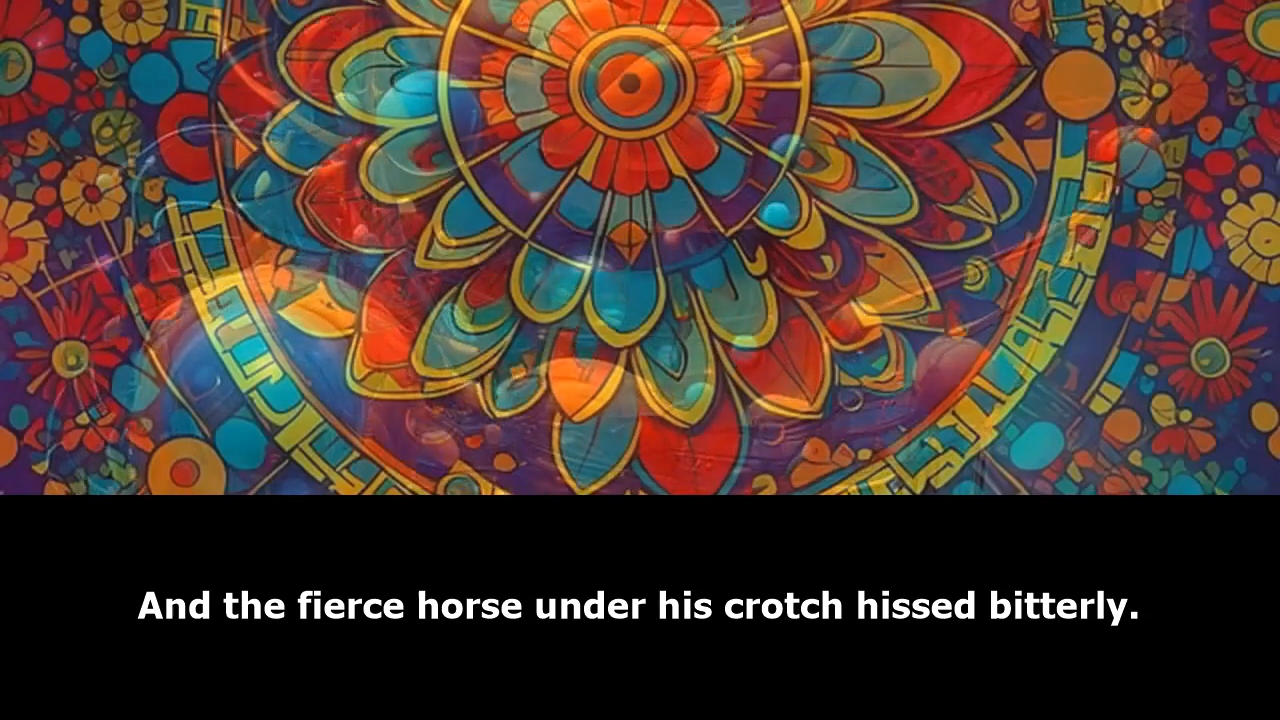 And the fierce horse under his crotch hissed bitterly.